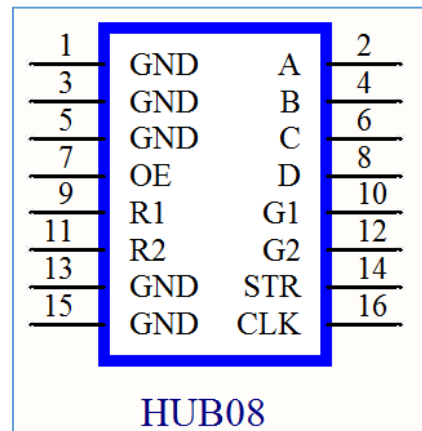 1 GND A 2
3 GND B 4
5 GND C 6
7 OE D 8
9 R1 G1 10
11 R2 G2 12
13 GND STR 14
15 GND CLK 16
HUB08